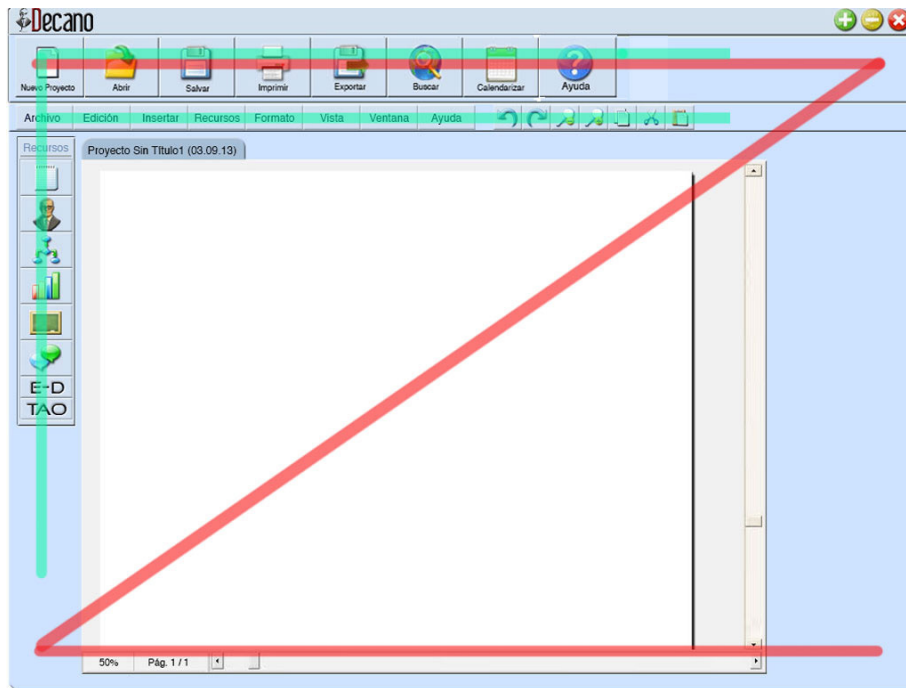 Decano
Nuevo Proyecto Abrir Salvar Imprimir Exportar Buscar Calendarizar Ayuda
Archivo Edición Insertar Recursos Formato Vista Ventana Ayuda
Recursos
Proyecto Sin Título1 (03.09.13)
E-D
TAO
50% Pág. 1 / 1